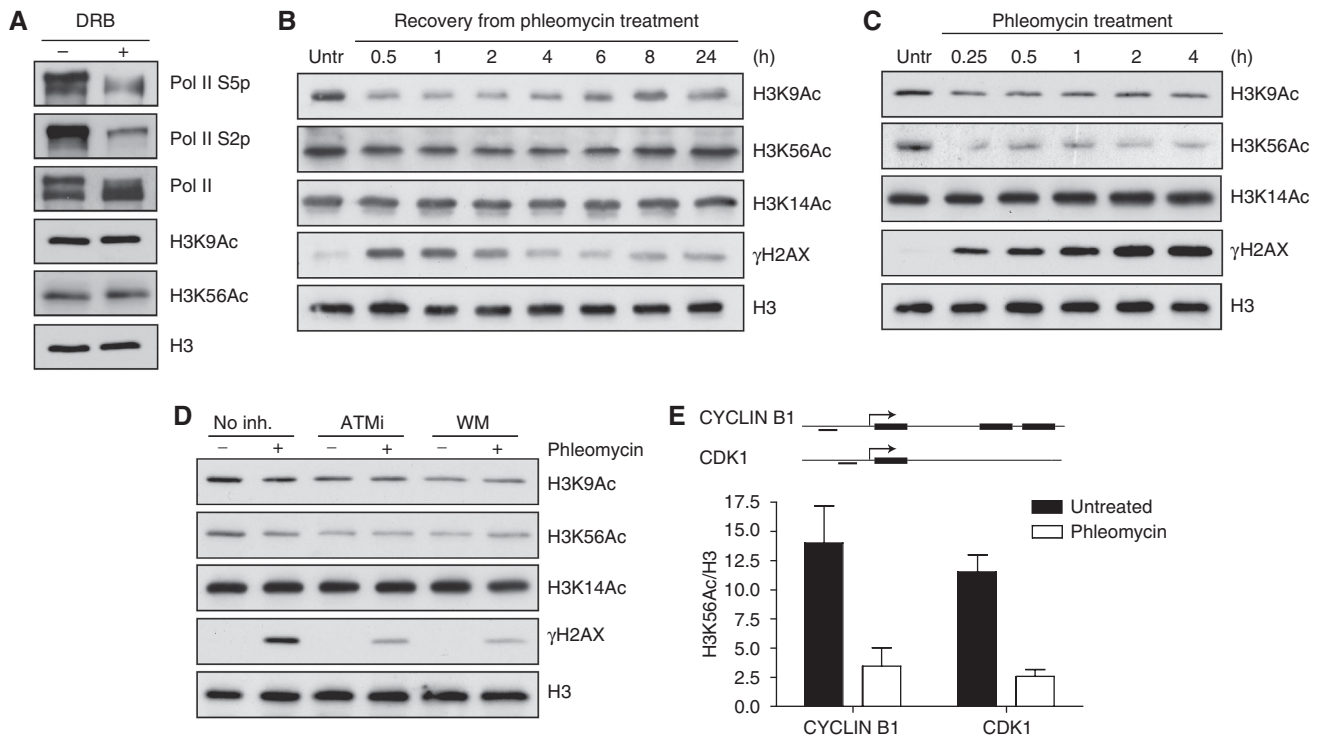 A
DRB
– +
Pol II S5p
Pol II S2p
Pol II
H3K9Ac
H3K56Ac
H3
B
Recovery from phleomycin treatment
Untr 0.5 1 2 4 6 8 24 (h)
H3K9Ac
H3K56Ac
H3K14Ac
γH2AX
H3
C
Phleomycin treatment
Untr 0.25 0.5 1 2 4 (h)
H3K9Ac
H3K56Ac
H3K14Ac
γH2AX
H3
D
No inh. ATMi WM
– + – + – + Phleomycin
H3K9Ac
H3K56Ac
H3K14Ac
γH2AX
H3
E
CYCLIN B1
CDK1
Untreated
Phleomycin
H3K56Ac/H3
17.5
15.0
12.5
10.0
7.5
5.0
2.5
0.0
CYCLIN B1 CDK1